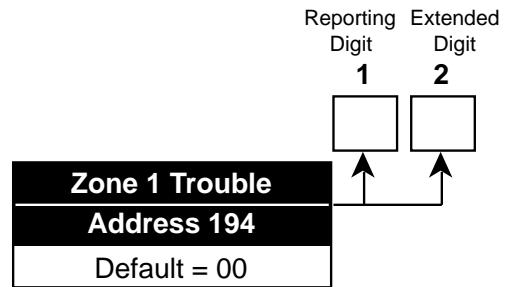 Reporting Extended
Digit Digit
1 2
Zone 1 Trouble
Address 194
Default = 00